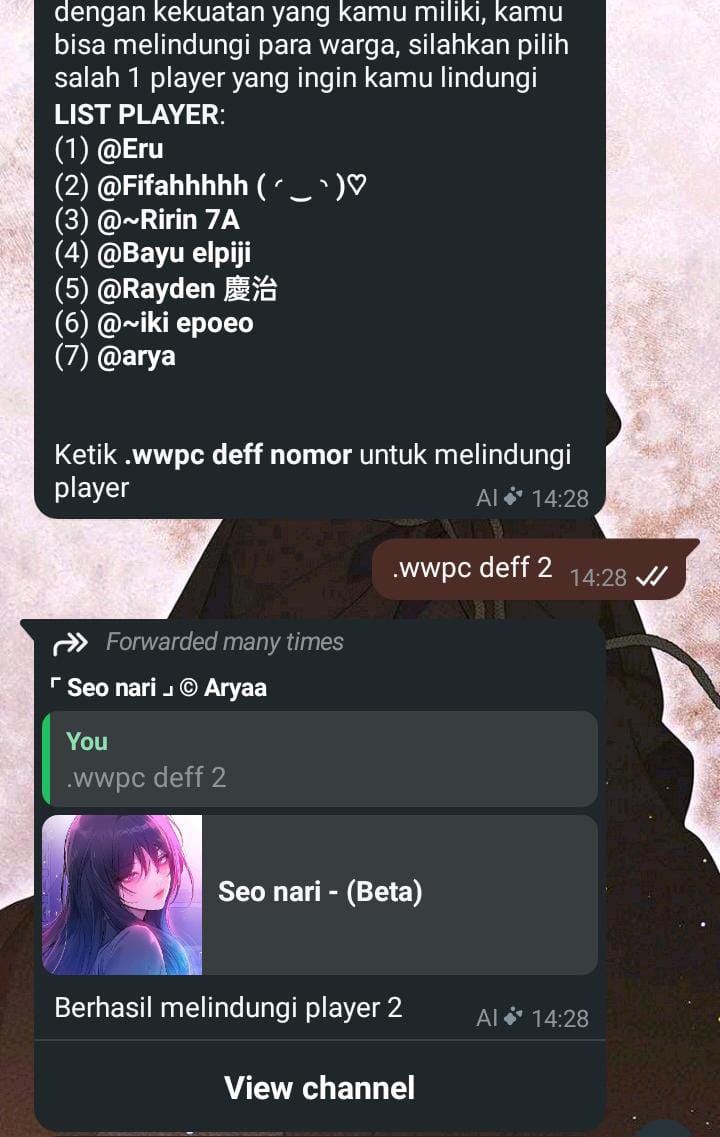 dengan kekuatan yang kamu miliki, kamu
bisa melindungi para warga, silahkan pilih
salah 1 player yang ingin kamu lindungi
LIST PLAYER:
(1) @Eru
(2) @Fifahhhhh ( ◜‿◝ )♡
(3) @~Ririn 7A
(4) @Bayu elpiji
(5) @Rayden 慶治
(6) @~iki epoeo
(7) @arya
Ketik .wwpc deff nomor untuk melindungi
player
AI 14:28
.wwpc deff 2 14:28
Forwarded many times
「 Seo nari 」 © Aryaa
You
.wwpc deff 2
Seo nari - (Beta)
Berhasil melindungi player 2
AI 14:28
View channel